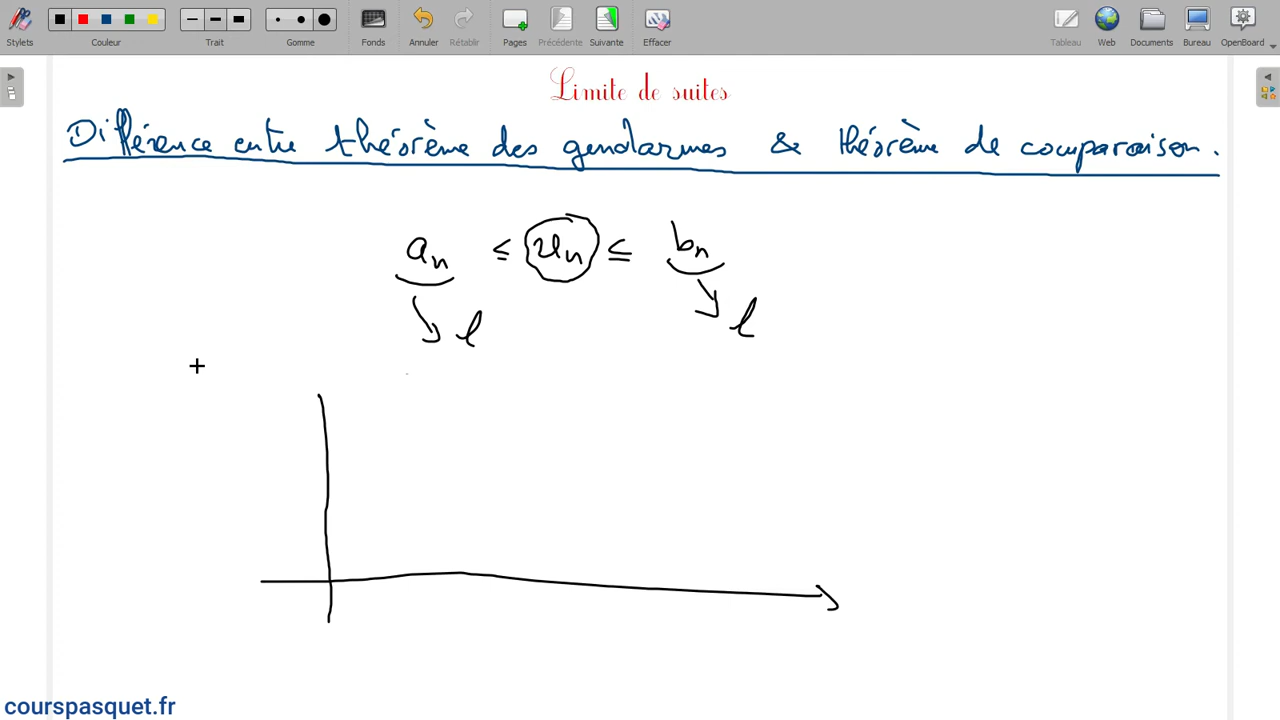 Stylets Couleur Trait Gomme Fonds Annuler Rétablir Pages Précédente Suivante Effacer Tableau Web Documents Bureau OpenBoard
Limite de suites
Différence entre théorème des gendarmes & théorème de comparaison.
aₙ ≤ uₙ ≤ bₙ
↘ l ↘ l
courspasquet.fr